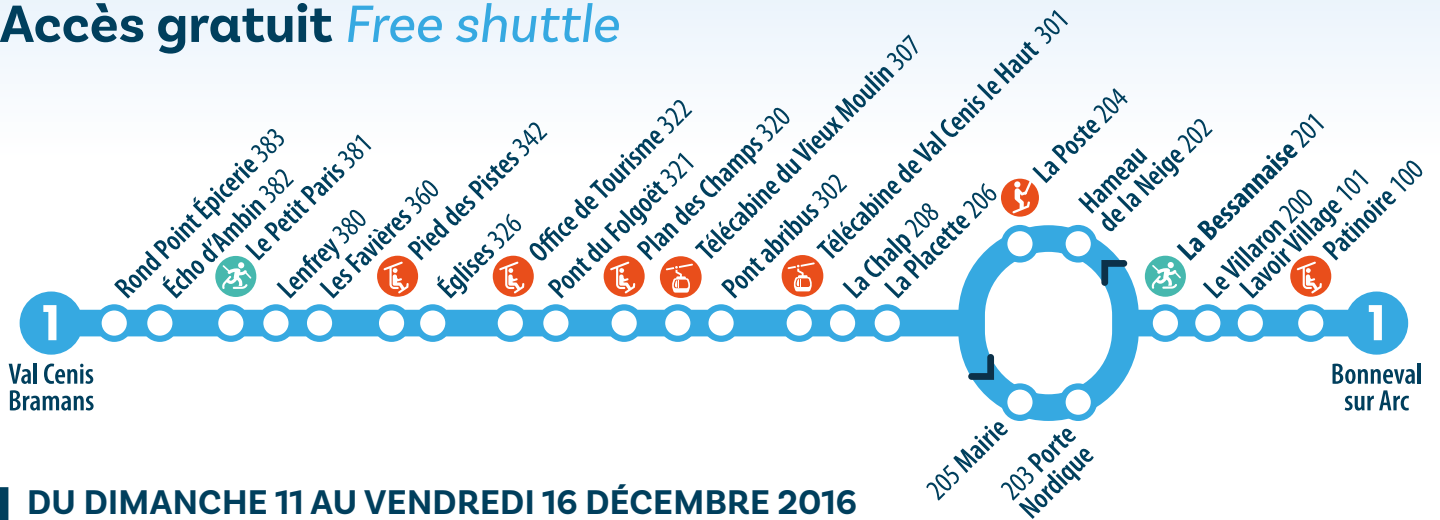 Accès gratuit Free shuttle
Rond Point Épicerie 383
Écho d'Ambin 382
Le Petit Paris 381
Lenfrey 380
Les Favières 360
Pied des Pistes 342
Églises 326
Office de Tourisme 322
Pont du Folgoët 321
Plan des Champs 320
Télécabine du Vieux Moulin 307
Pont abribus 302
Télécabine de Val Cenis le Haut 301
La Chalp 208
La Placette 206
La Poste 204
Hameau
de la Neige 202
La Bessannaise 201
Le Villaron 200
Lavoir Village 101
Patinoire 100
1
Val Cenis
Bramans
1
Bonneval
sur Arc
205 Mairie
203 Porte
Nordique
DU DIMANCHE 11 AU VENDREDI 16 DÉCEMBRE 2016